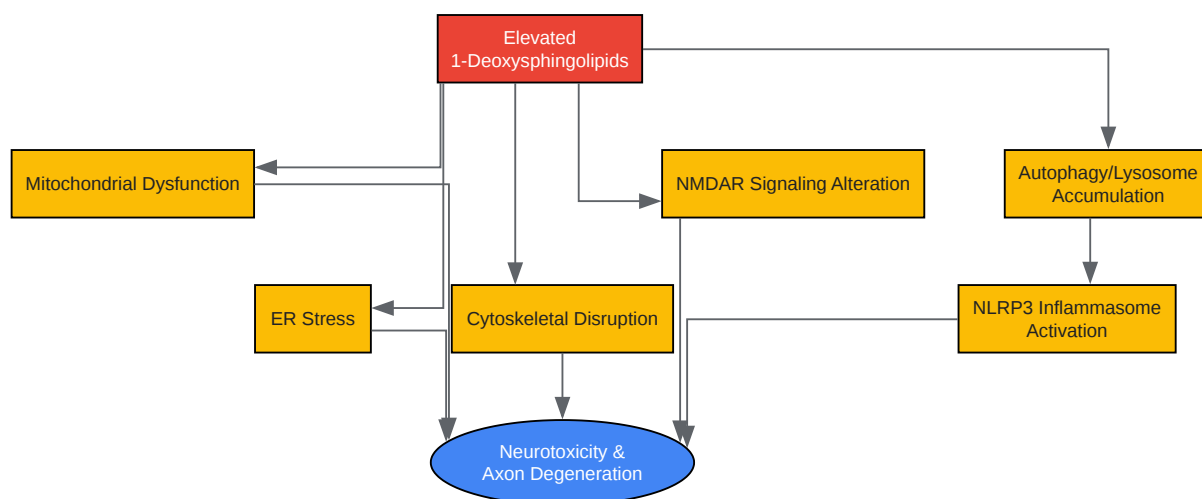 Elevated
1-Deoxysphingolipids
Mitochondrial Dysfunction
NMDAR Signaling Alteration
Autophagy/Lysosome
Accumulation
ER Stress
Cytoskeletal Disruption
NLRP3 Inflammasome
Activation
Neurotoxicity &
Axon Degeneration